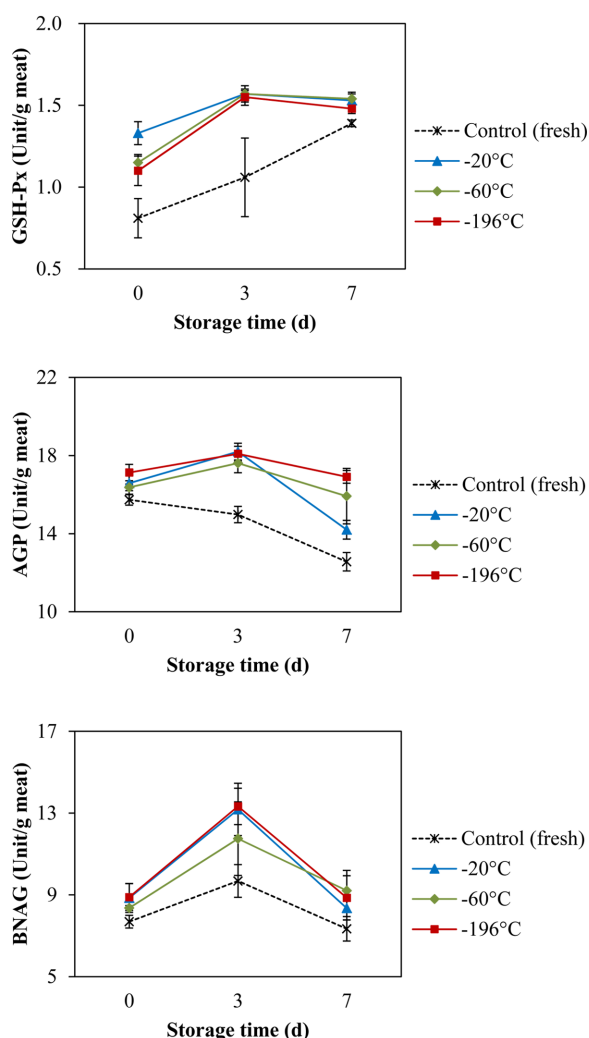 2.0
1.5
1.0
0.5
GSH-Px (Unit/g meat)
0 3 7
Storage time (d)
Control (fresh)
-20°C
-60°C
-196°C
22
18
14
10
AGP (Unit/g meat)
0 3 7
Storage time (d)
Control (fresh)
-20°C
-60°C
-196°C
17
13
9
5
BNAG (Unit/g meat)
0 3 7
Storage time (d)
Control (fresh)
-20°C
-60°C
-196°C